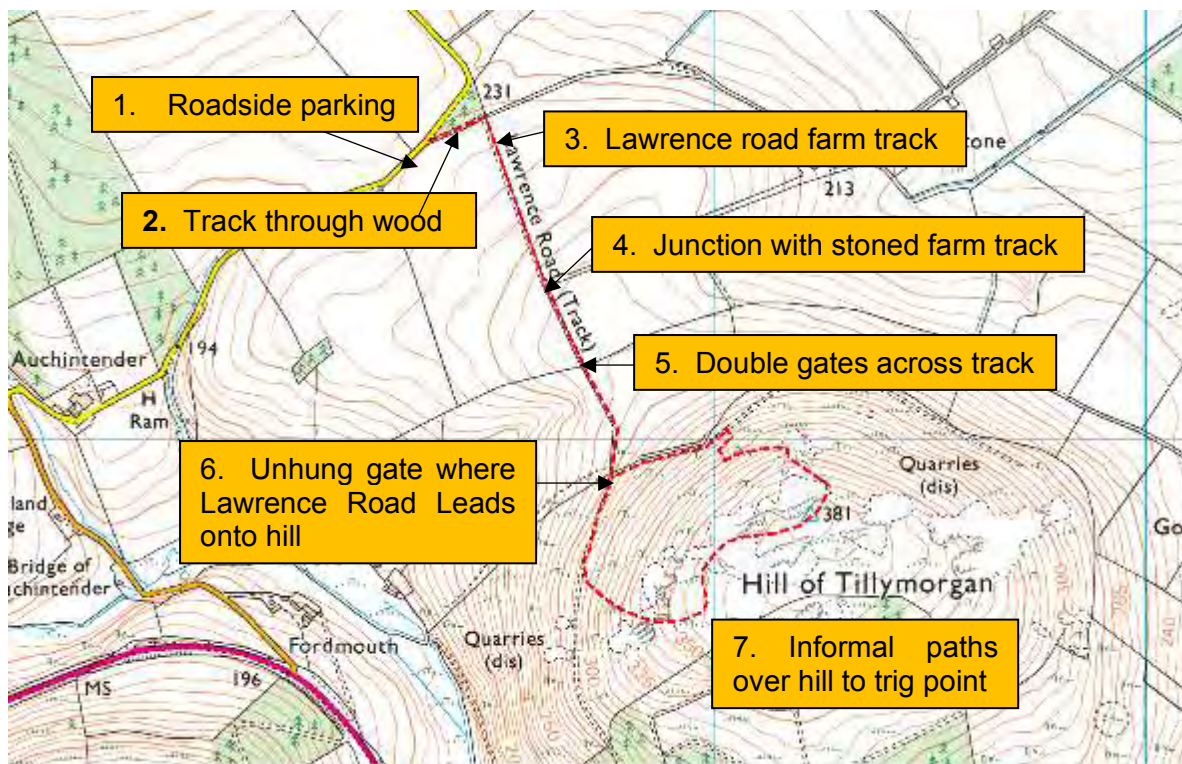 231
1. Roadside parking
3. Lawrence road farm track
213
2. Track through wood
Lawrence Road (Track)
4. Junction with stoned farm track
194
Auchintender
H
Ram
5. Double gates across track
6. Unhung gate where
Lawrence Road Leads
onto hill
Quarries
(dis)
381
Bridge of
Hill of Tillymorgan
Fordmouth
Quarries
(dis)
300
240
7. Informal paths
over hill to trig point
196
MS